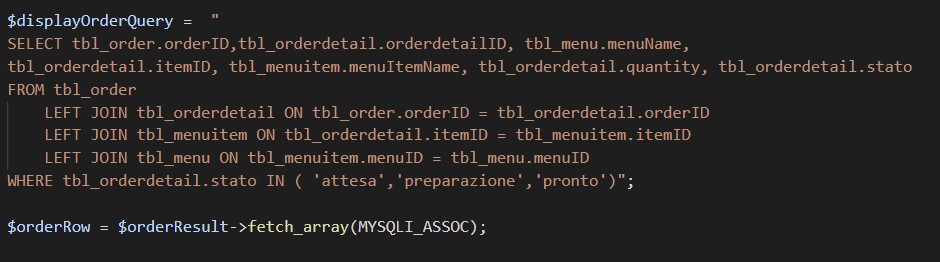 $displayOrderQuery =  "
SELECT tbl_order.orderID,tbl_orderdetail.orderdetailID, tbl_menu.menuName,
tbl_orderdetail.itemID, tbl_menuitem.menuItemName, tbl_orderdetail.quantity, tbl_orderdetail.stato
FROM tbl_order
    LEFT JOIN tbl_orderdetail ON tbl_order.orderID = tbl_orderdetail.orderID
    LEFT JOIN tbl_menuitem ON tbl_orderdetail.itemID = tbl_menuitem.itemID
    LEFT JOIN tbl_menu ON tbl_menuitem.menuID = tbl_menu.menuID
WHERE tbl_orderdetail.stato IN ( 'attesa','preparazione','pronto')";
$orderRow = $orderResult->fetch_array(MYSQLI_ASSOC);